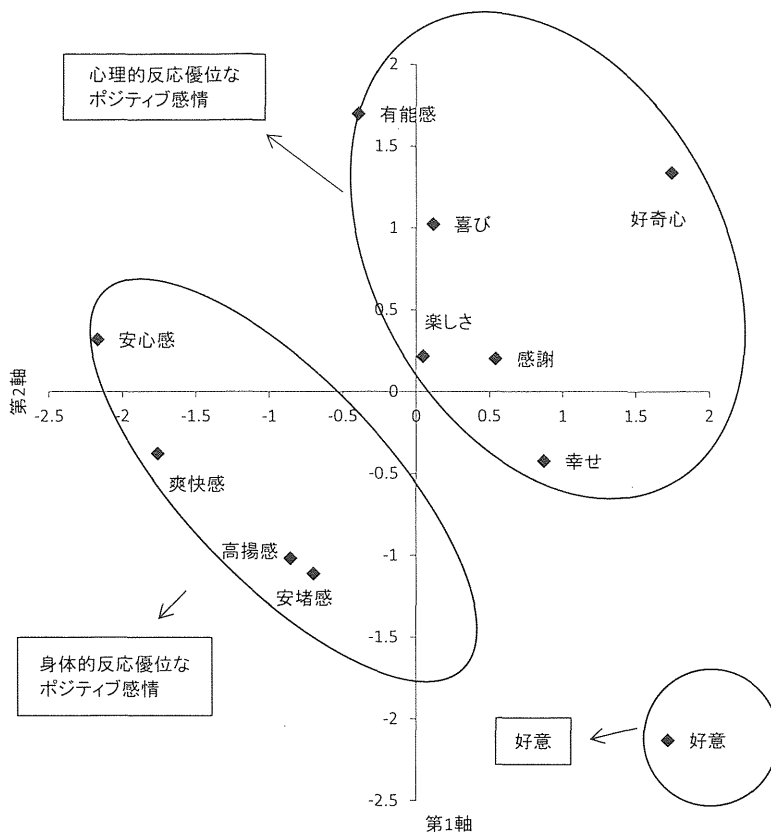 心理的反応優位な
ポジティブ感情
2
有能感
1.5
好奇心
喜び
1
0.5
楽しさ
安心感
感謝
0
第2軸
-2.5
-2
-1.5
-1
-0.5
0
0.5
1
1.5
2
幸せ
-0.5
爽快感
高揚感
-1
安堵感
-1.5
身体的反応優位な
ポジティブ感情
-2
好意
好意
-2.5
第1軸